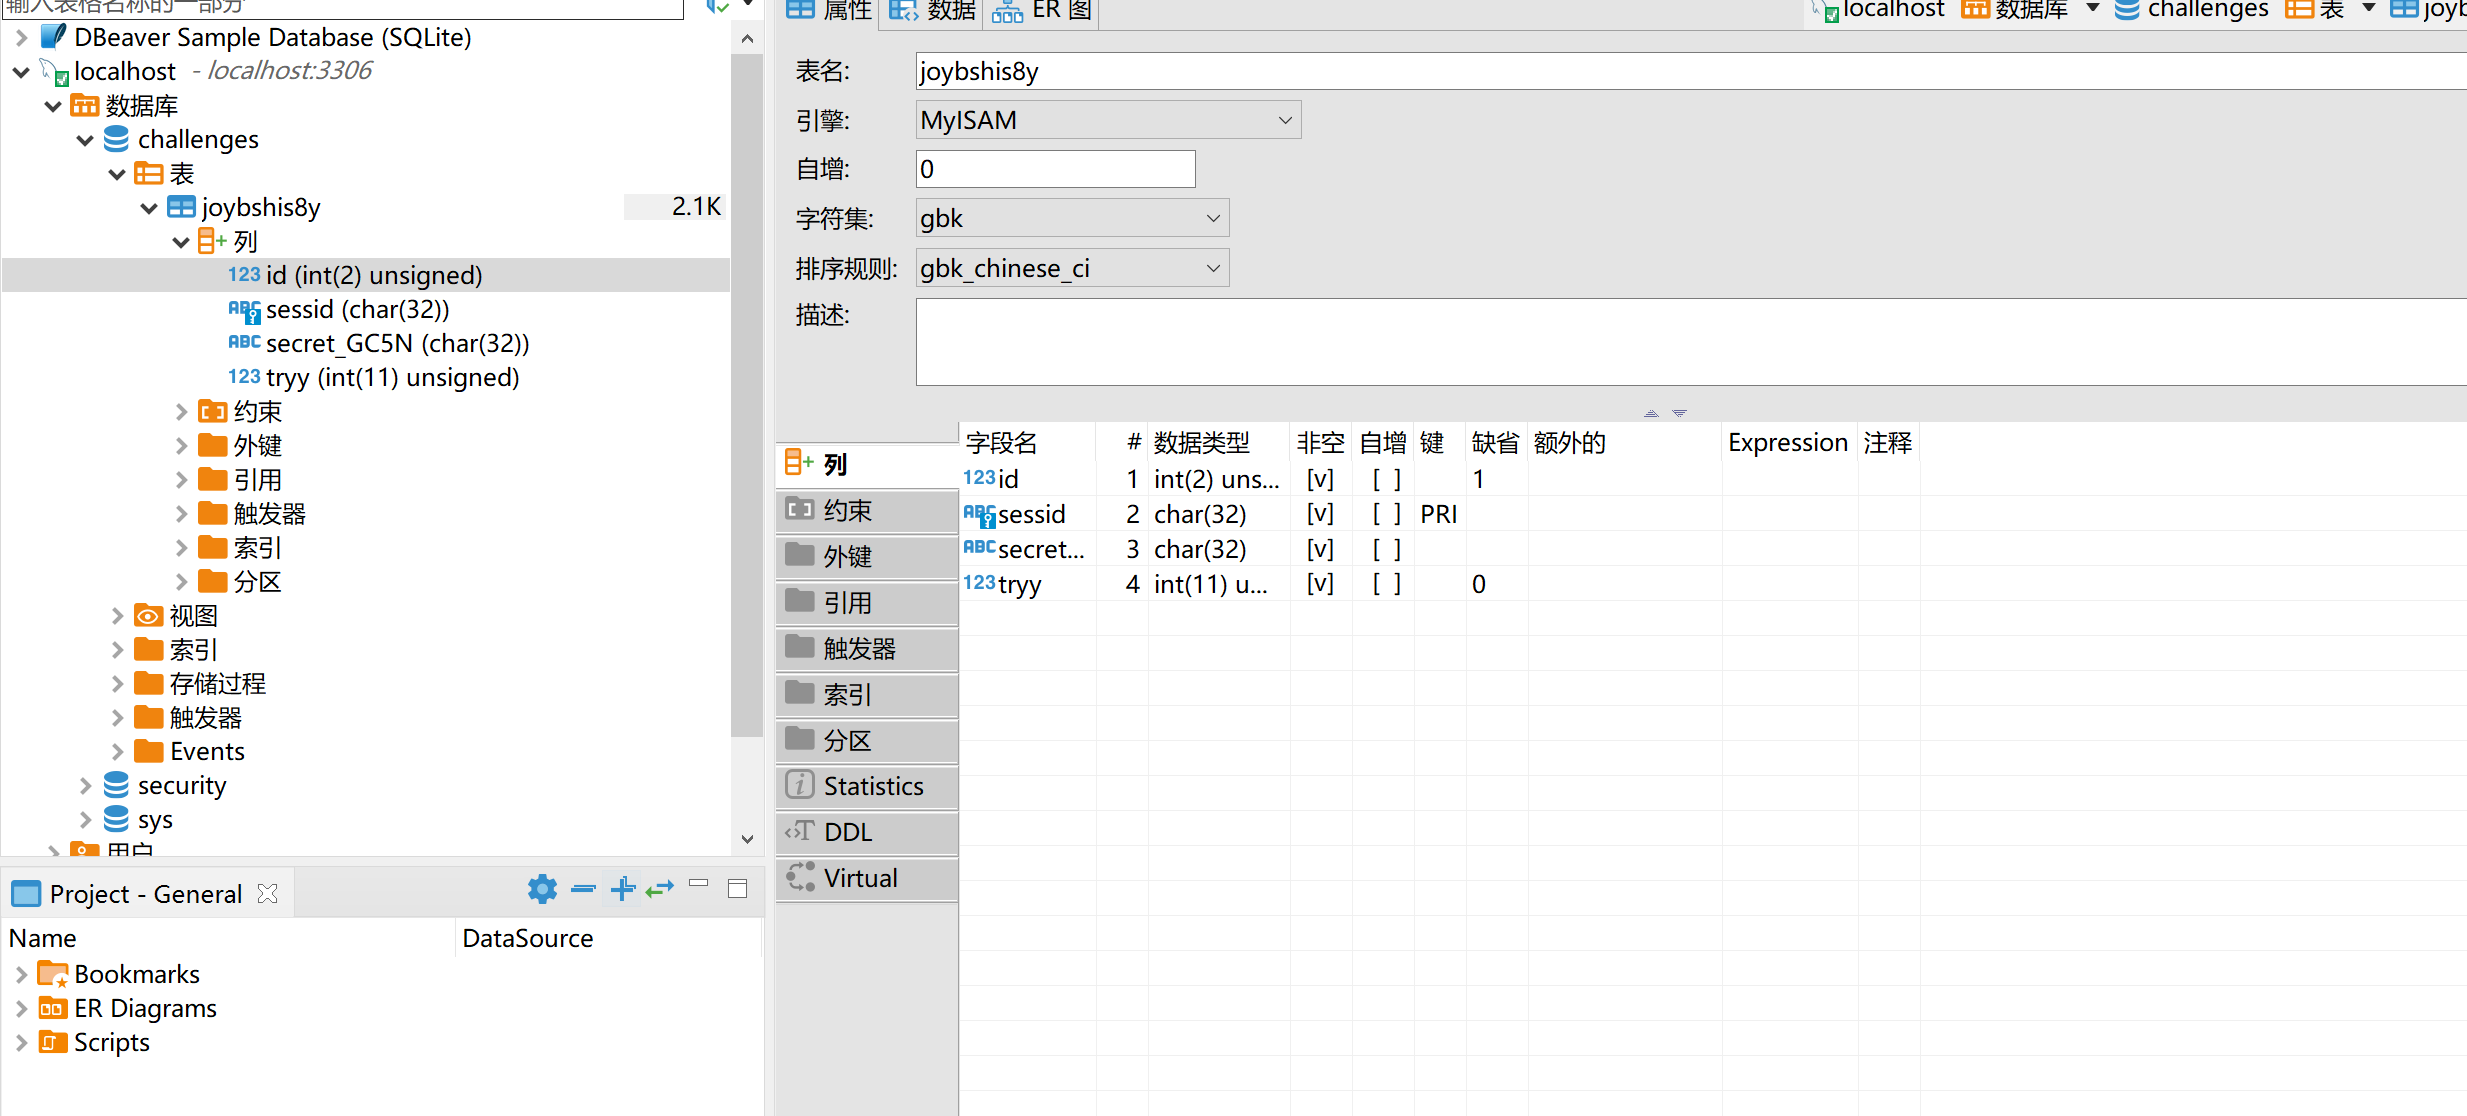 输入表格名称的一部分
DBeaver Sample Database (SQLite)
localhost - localhost:3306
数据库
challenges
表
joybshis8y 2.1K
列
123 id (int(2) unsigned)
ABC sessid (char(32))
ABC secret_GC5N (char(32))
123 tryy (int(11) unsigned)
约束
外键
引用
触发器
索引
分区
视图
索引
存储过程
触发器
Events
security
sys
用户
Project - General
Name DataSource
Bookmarks
ER Diagrams
Scripts
属性 数据 ER 图
localhost 数据库 challenges 表 joyb
表名: joybshis8y
引擎: MyISAM
自增: 0
字符集: gbk
排序规则: gbk_chinese_ci
描述:
列
约束
外键
引用
触发器
索引
分区
Statistics
DDL
Virtual
字段名 # 数据类型 非空 自增 键 缺省 额外的 Expression 注释
123 id 1 int(2) uns... [v] [ ] 1
ABC sessid 2 char(32) [v] [ ] PRI
ABC secret... 3 char(32) [v] [ ]
123 tryy 4 int(11) u... [v] [ ] 0